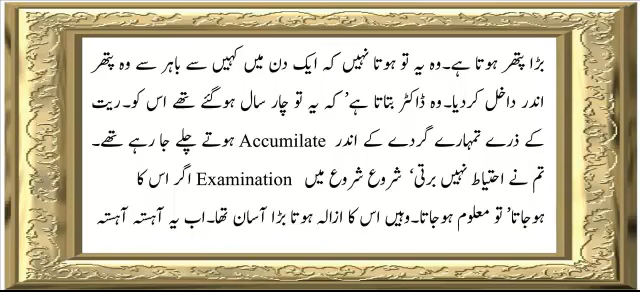 بڑا پتھر ہوتا ہے۔وہ یہ تو ہوتا نہیں کہ ایک دن میں کہیں سے باہر سے وہ پتھر
اندر داخل کردیا۔وہ ڈاکٹر بتاتا ہے’ کہ یہ تو چار سال ہوگئے تھے اس کو۔ریت
کے ذرے تمہارے گردے کے اندر Accumilate ہوتے چلے جا رہے تھے۔
تم نے احتیاط نہیں برتی‘ شروع شروع میں Examination اگر اس کا
ہوجاتا’ تو معلوم ہوجاتا۔وہیں اس کا ازالہ ہوتا بڑا آسان تھا۔اب یہ آہستہ آہستہ